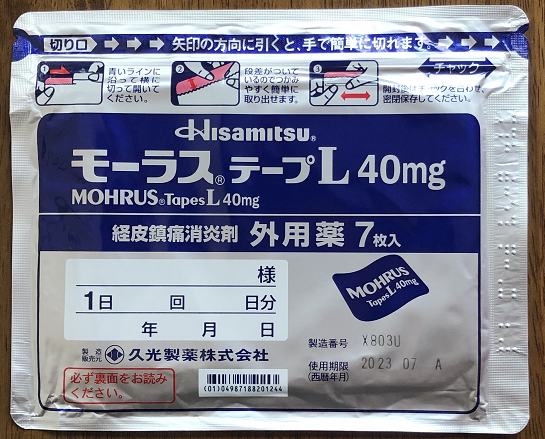 切り口 矢印の方向に引くと、手で簡単に切れます。
チャック
1 青いラインに
沿って横に
切って開いて
ください。
2 段差がついて
いるのでつかみ
やすく簡単に
取り出せます。
3 開封後はチャックを合わせ、
密閉保存してください。
Hisamitsu®
モーラス®テープL 40mg
MOHRUS®Tapes L 40mg
経皮鎮痛消炎剤 外用薬 7枚入
様
1日 回 日分
年 月 日
MOHRUS
Tapes L 40mg
製造
販売元 久光製薬株式会社
製造番号 X803U
使用期限 2023 07 A
(西暦年月)
必ず裏面をお読み
ください。
(01)04987188201244